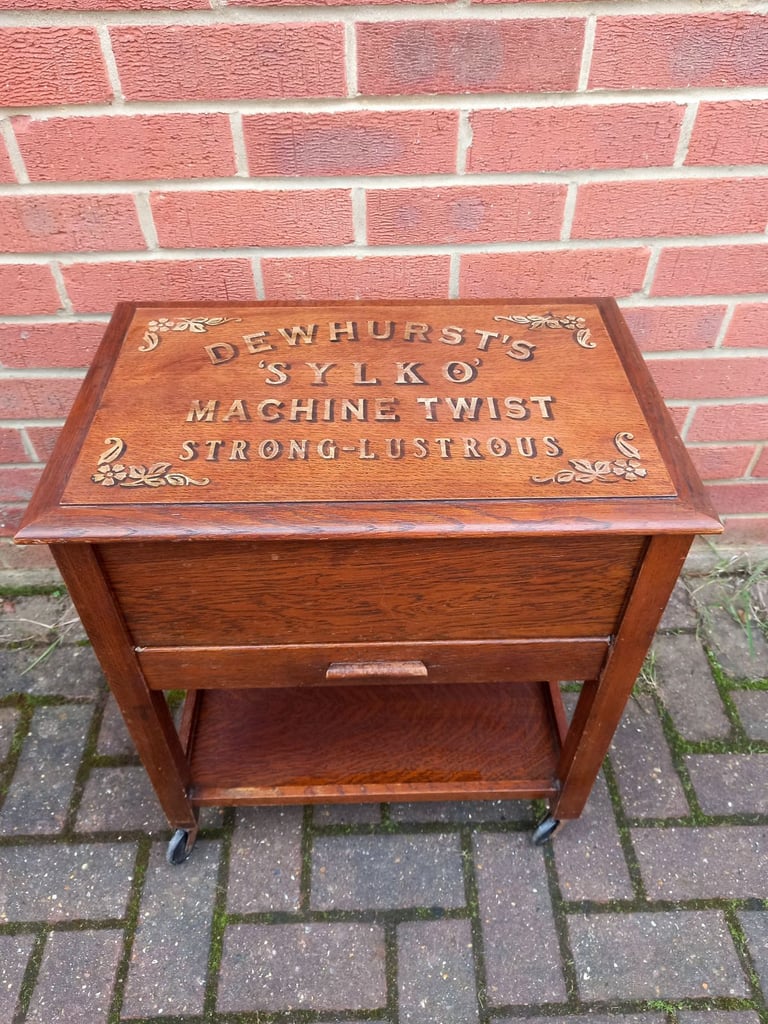 DEWHURST'S
'SYLKO'
MACHINE TWIST
STRONG-LUSTROUS